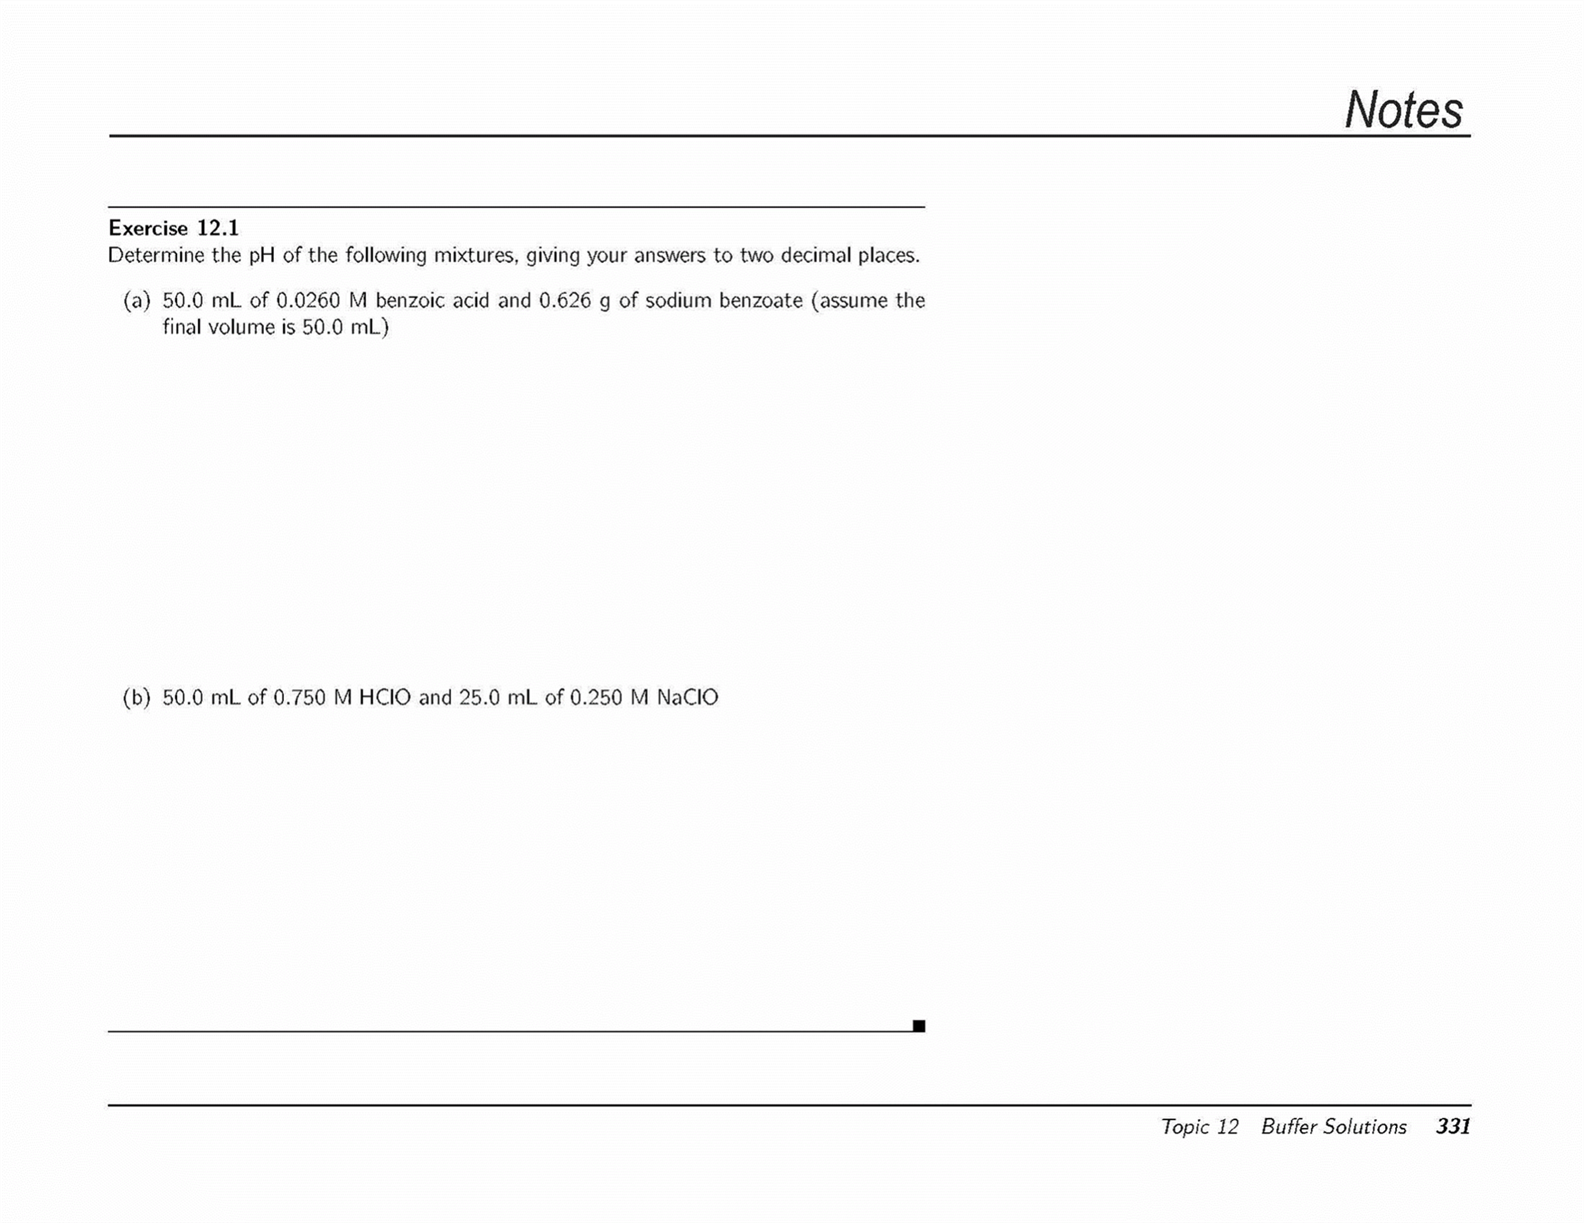 Notes
Exercise 12.1
Determine the pH of the following mixtures, giving your answers to two decimal places.
(a) 50.0 mL of 0.0260 M benzoic acid and 0.626 g of sodium benzoate (assume the
final volume is 50.0 mL)
(b) 50.0 mL of 0.750 M HClO and 25.0 mL of 0.250 M NaClO
Topic 12 Buffer Solutions 331